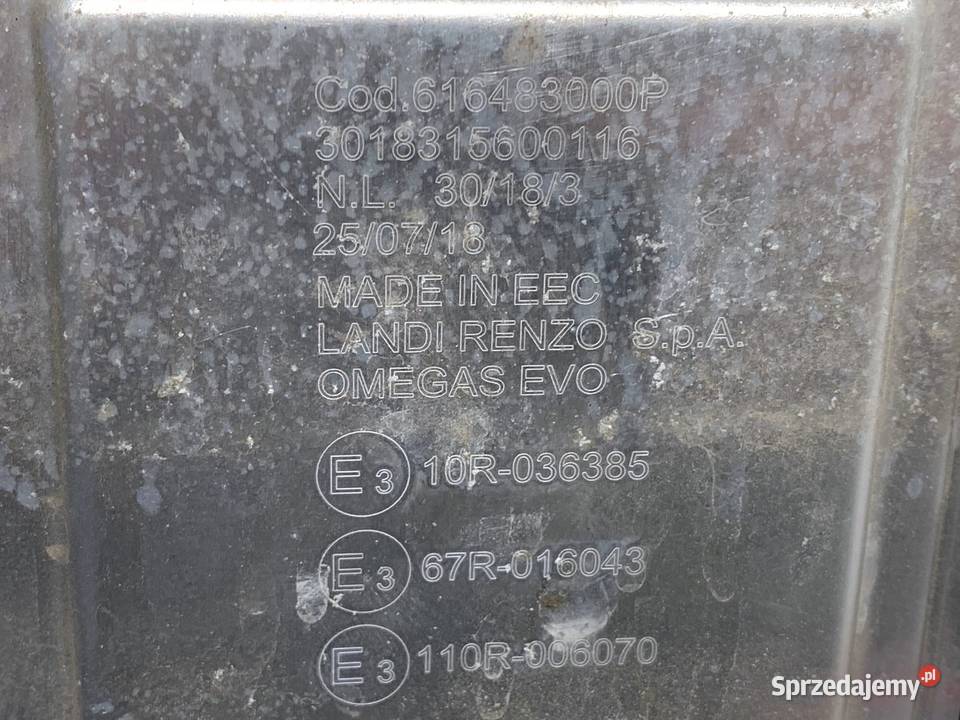 Cod.616483000P
3018315600116
N.L. 30/18/3
25/07/18
MADE IN EEC
LANDI RENZO S.p.A.
OMEGAS EVO
E 3 10R-036385
E 3 67R-016043
E 3 110R-006070
Sprzedajemy.pl